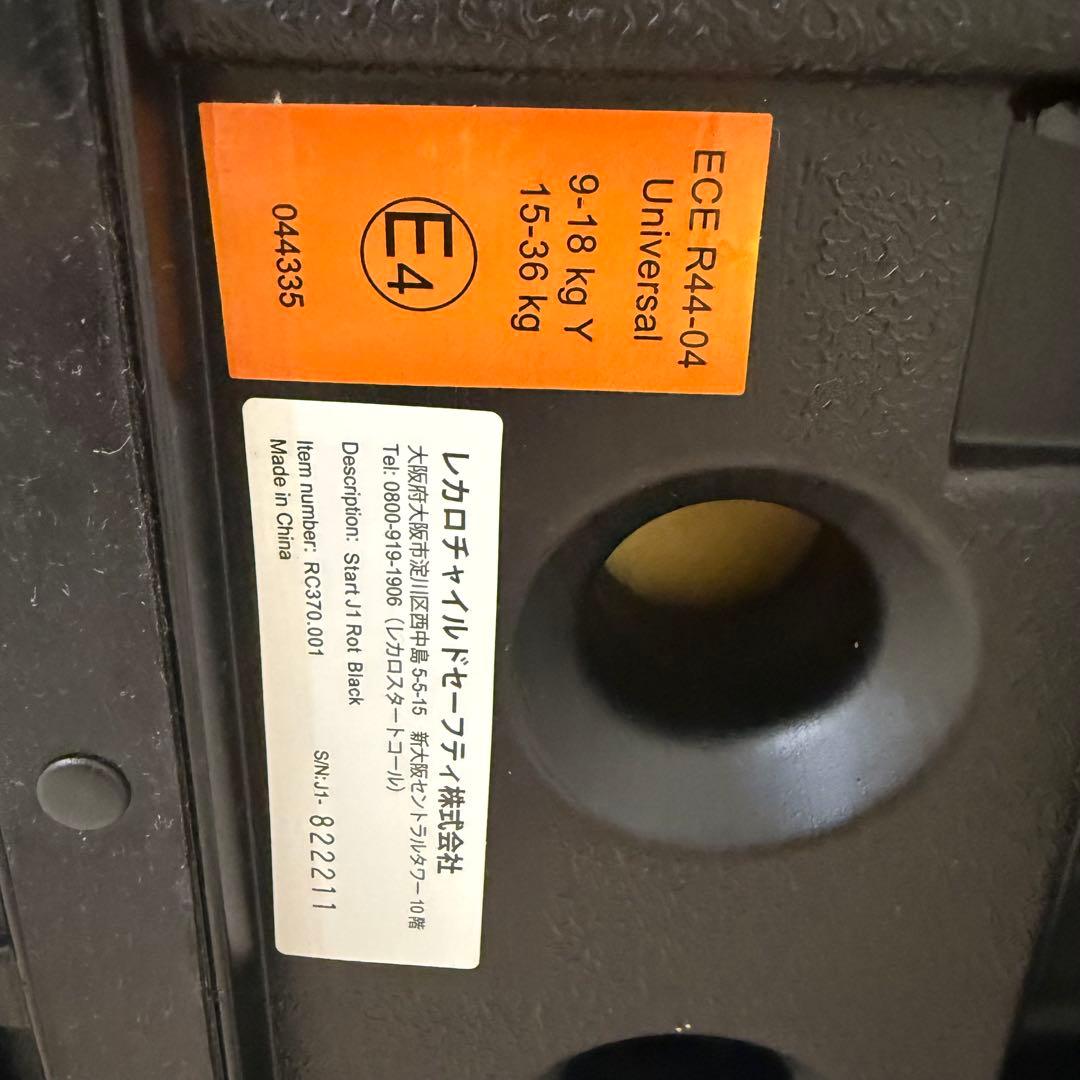 ECE R44-04
Universal
9-18 kg Y
15-36 kg
E4
044335
レカロチャイルドセーフティ株式会社
大阪府大阪市淀川区西中島 5-5-15 新大阪セントラルタワー 10 階
Tel: 0800-919-1906（レカロスタートコール）
Description: Start J1 Rot Black
Item number: RC370.001 S/N:J1- 822211
Made in China